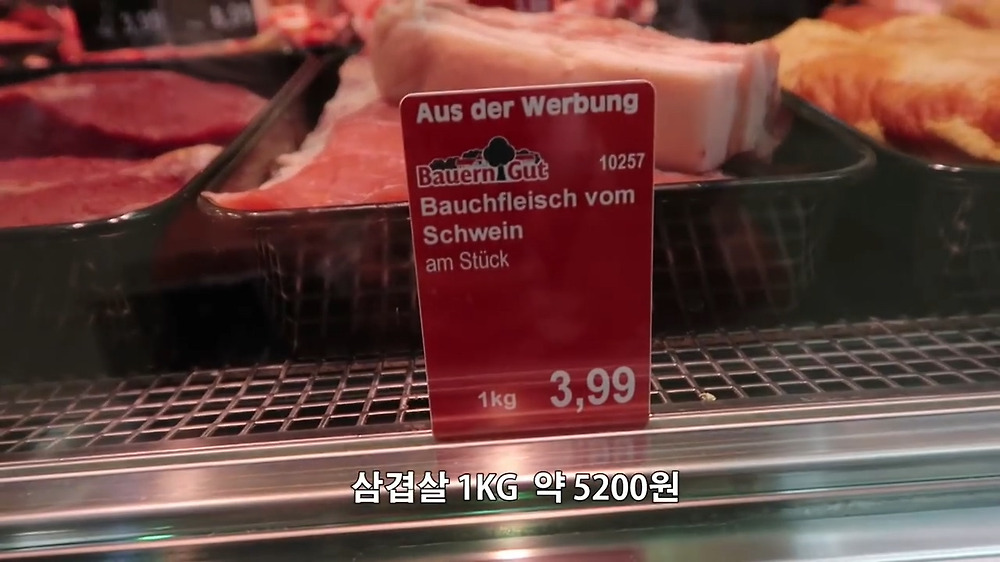 Aus der Werbung
Bauern Gut
10257
Bauchfleisch vom
Schwein
am Stück
1kg 3,99
삼겹살 1KG 약 5200원